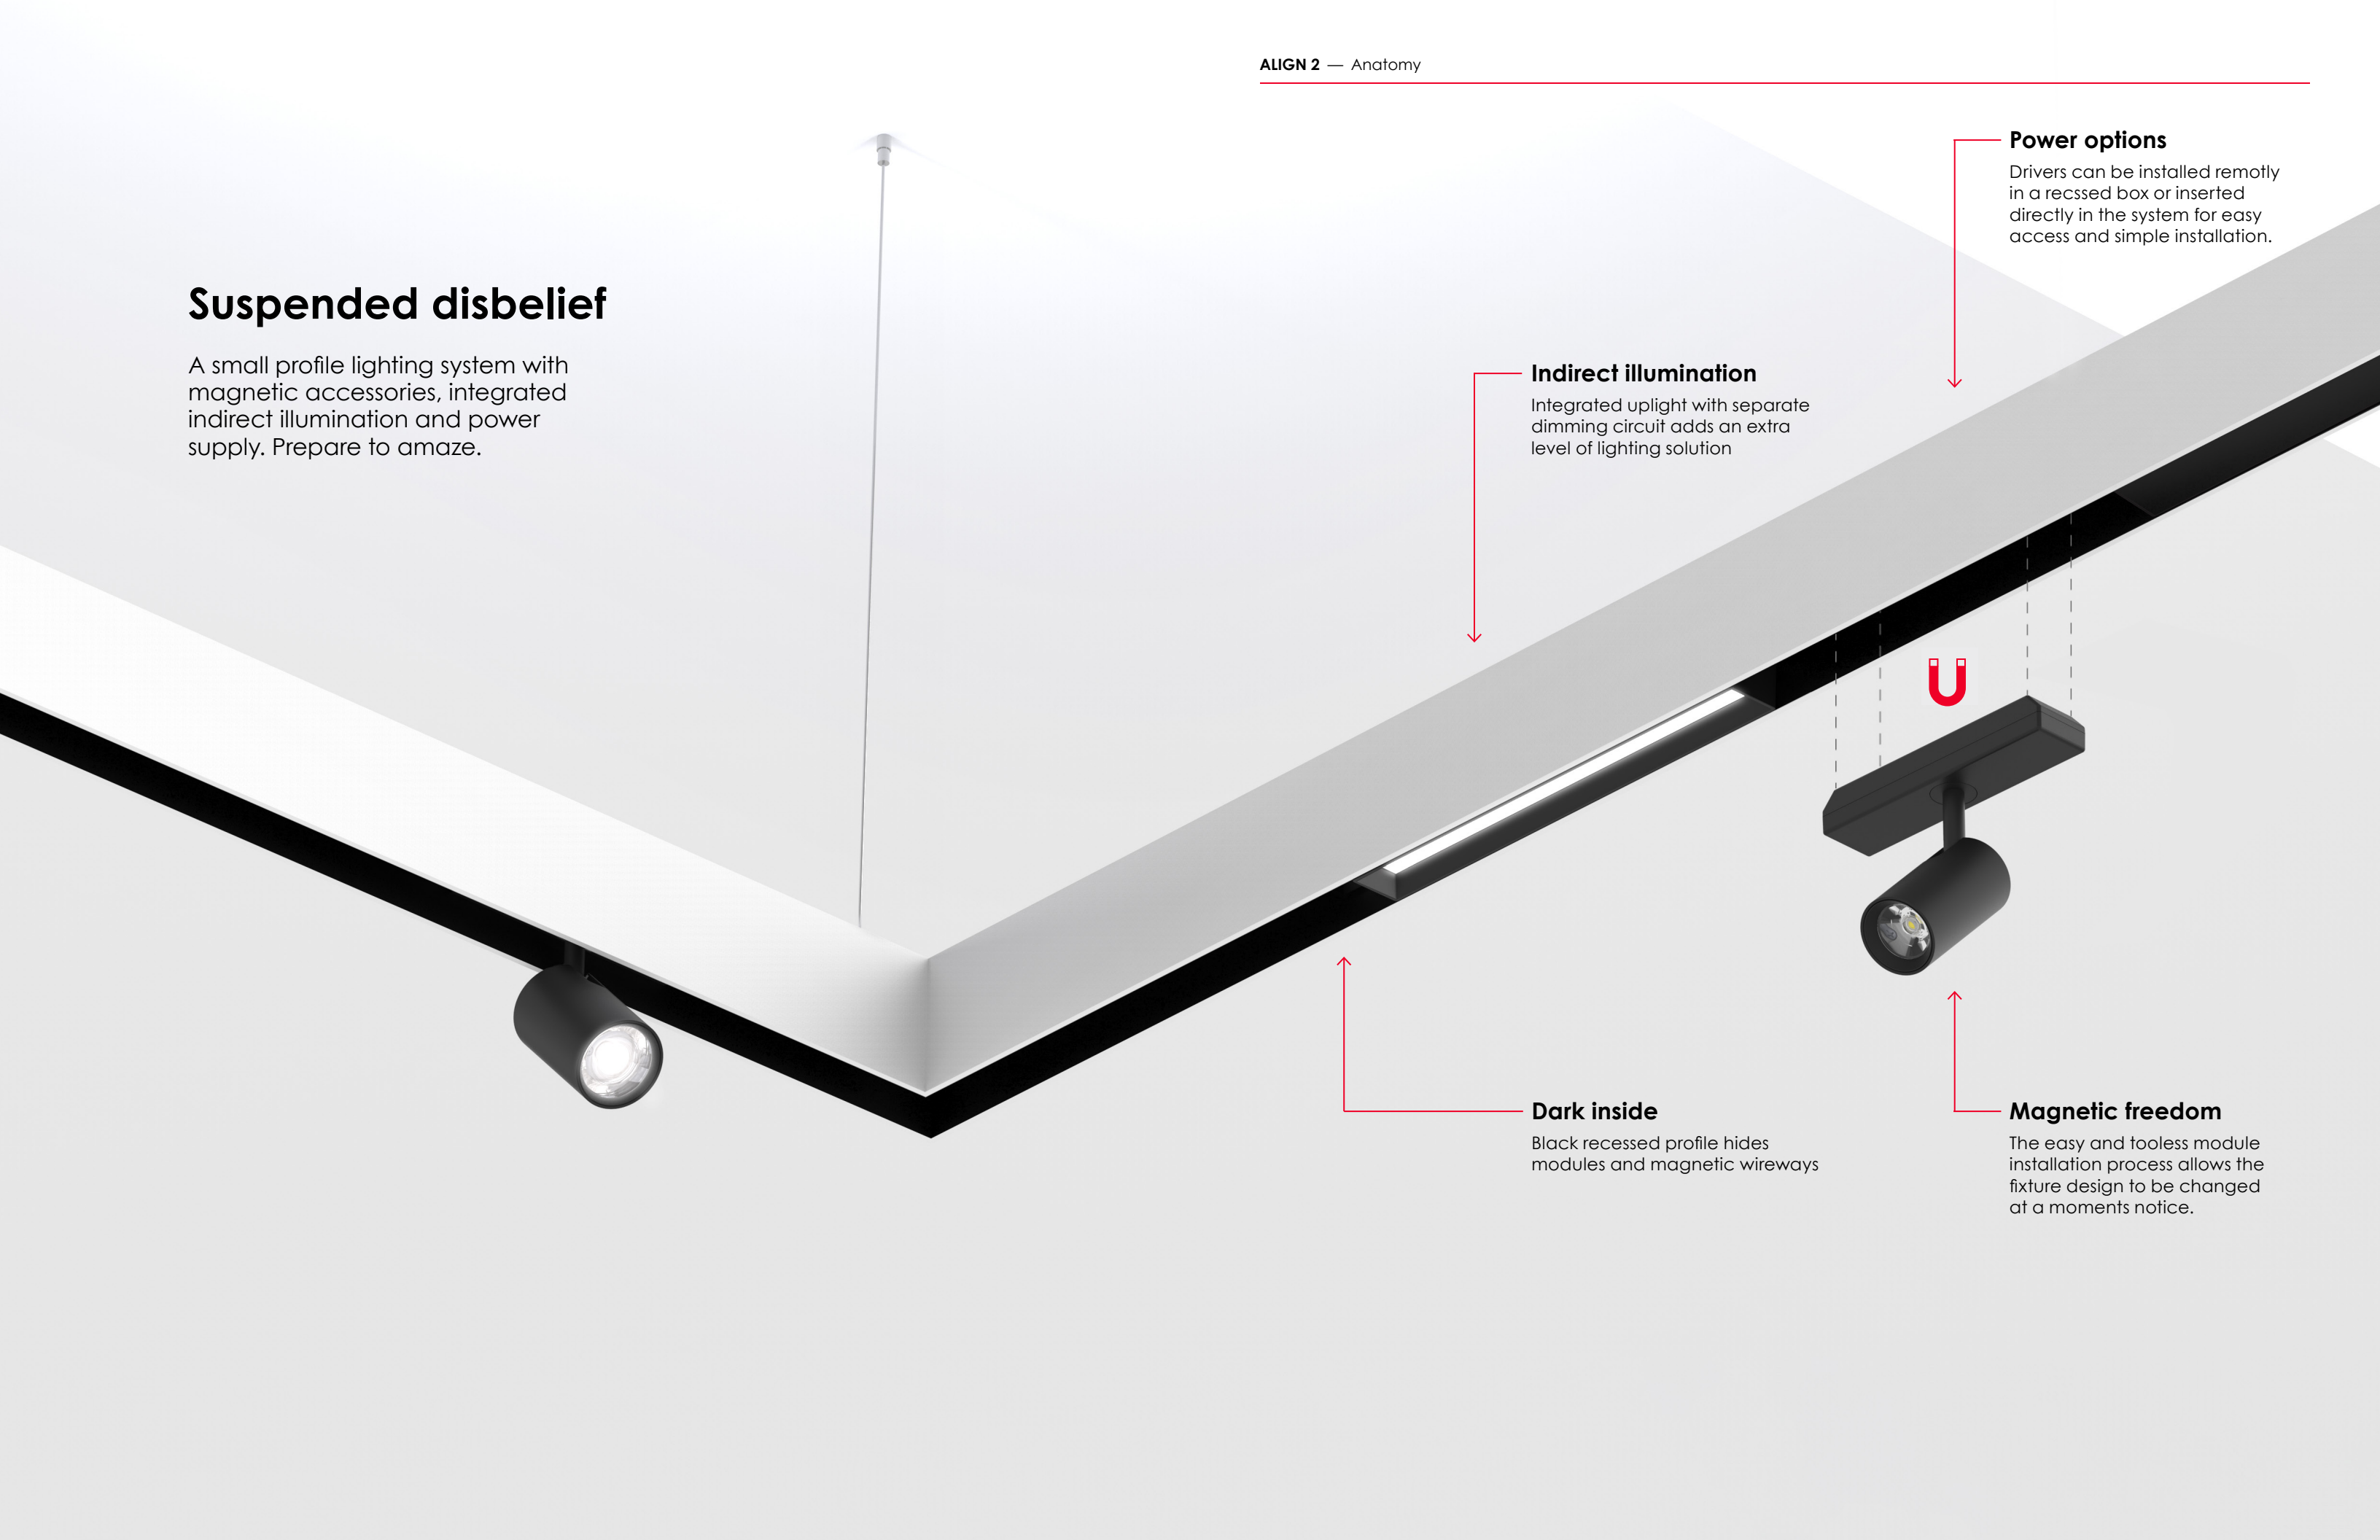 ALIGN 2 — Anatomy
Suspended disbelief
A small profile lighting system with
magnetic accessories, integrated
indirect illumination and power
supply. Prepare to amaze.
Power options
Drivers can be installed remotly
in a recssed box or inserted
directly in the system for easy
access and simple installation.
Indirect illumination
Integrated uplight with separate
dimming circuit adds an extra
level of lighting solution
Dark inside
Black recessed profile hides
modules and magnetic wireways
Magnetic freedom
The easy and tooless module
installation process allows the
fixture design to be changed
at a moments notice.